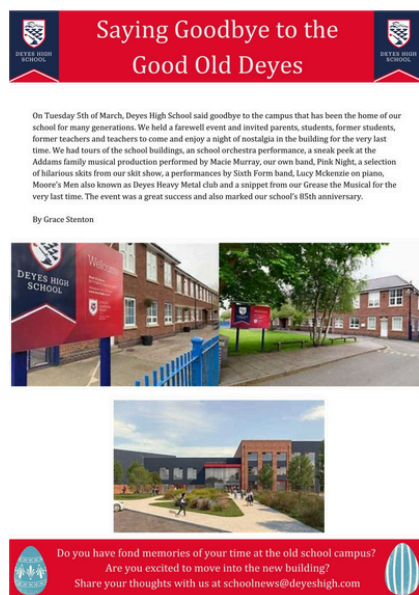 Saying Goodbye to the
Good Old Deyes
DEYES HIGH
SCHOOL
DEYES HIGH
SCHOOL
On Tuesday 5th of March, Deyes High School said goodbye to the campus that has been the home of our
school for many generations. We held a farewell event and invited parents, students, former students,
former teachers and teachers to come and enjoy a night of nostalgia in the building for the very last
time. We had tours of the school buildings, an school orchestra performance, a sneak peek at the
Addams family musical production performed by Macie Murray, our own band, Pink Night, a selection
of hilarious skits from our skit show, a performances by Sixth Form band, Lucy Mckenzie on piano,
Moore's Men also known as Deyes Heavy Metal club and a snippet from our Grease the Musical for the
very last time. The event was a great success and also marked our school's 85th anniversary.
By Grace Stenton
DEYES HIGH
SCHOOL
Welcome
Do you have fond memories of your time at the old school campus?
Are you excited to move into the new building?
Share your thoughts with us at schoolnews@deyeshigh.com